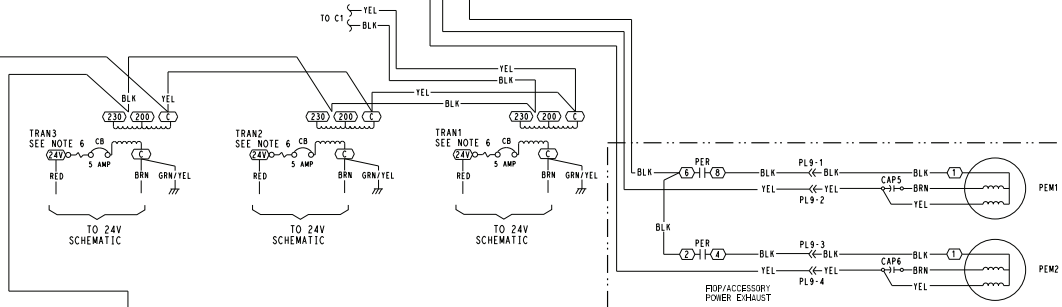 TO C1
YEL
BLK
YEL
BLK
YEL
BLK
BLK
YEL
230 200 C
230 200 C
230 200 C
TRAN3
SEE NOTE 6
CB
24V
5 AMP
C
RED
BRN
GRN/YEL
TO 24V
SCHEMATIC
TRAN2
SEE NOTE 6
CB
24V
5 AMP
C
RED
BRN
GRN/YEL
TO 24V
SCHEMATIC
TRAN1
SEE NOTE 6
CB
24V
5 AMP
C
RED
BRN
GRN/YEL
TO 24V
SCHEMATIC
BLK
PER
6 8
BLK
PL9-1
BLK
BLK
1
YEL
YEL
PL9-2
CAP5
BRN
YEL
PEM1
BLK
PER
2 4
BLK
PL9-3
BLK
BLK
1
YEL
YEL
PL9-4
CAP6
BRN
YEL
PEM2
FIOP/ACCESSORY
POWER EXHAUST